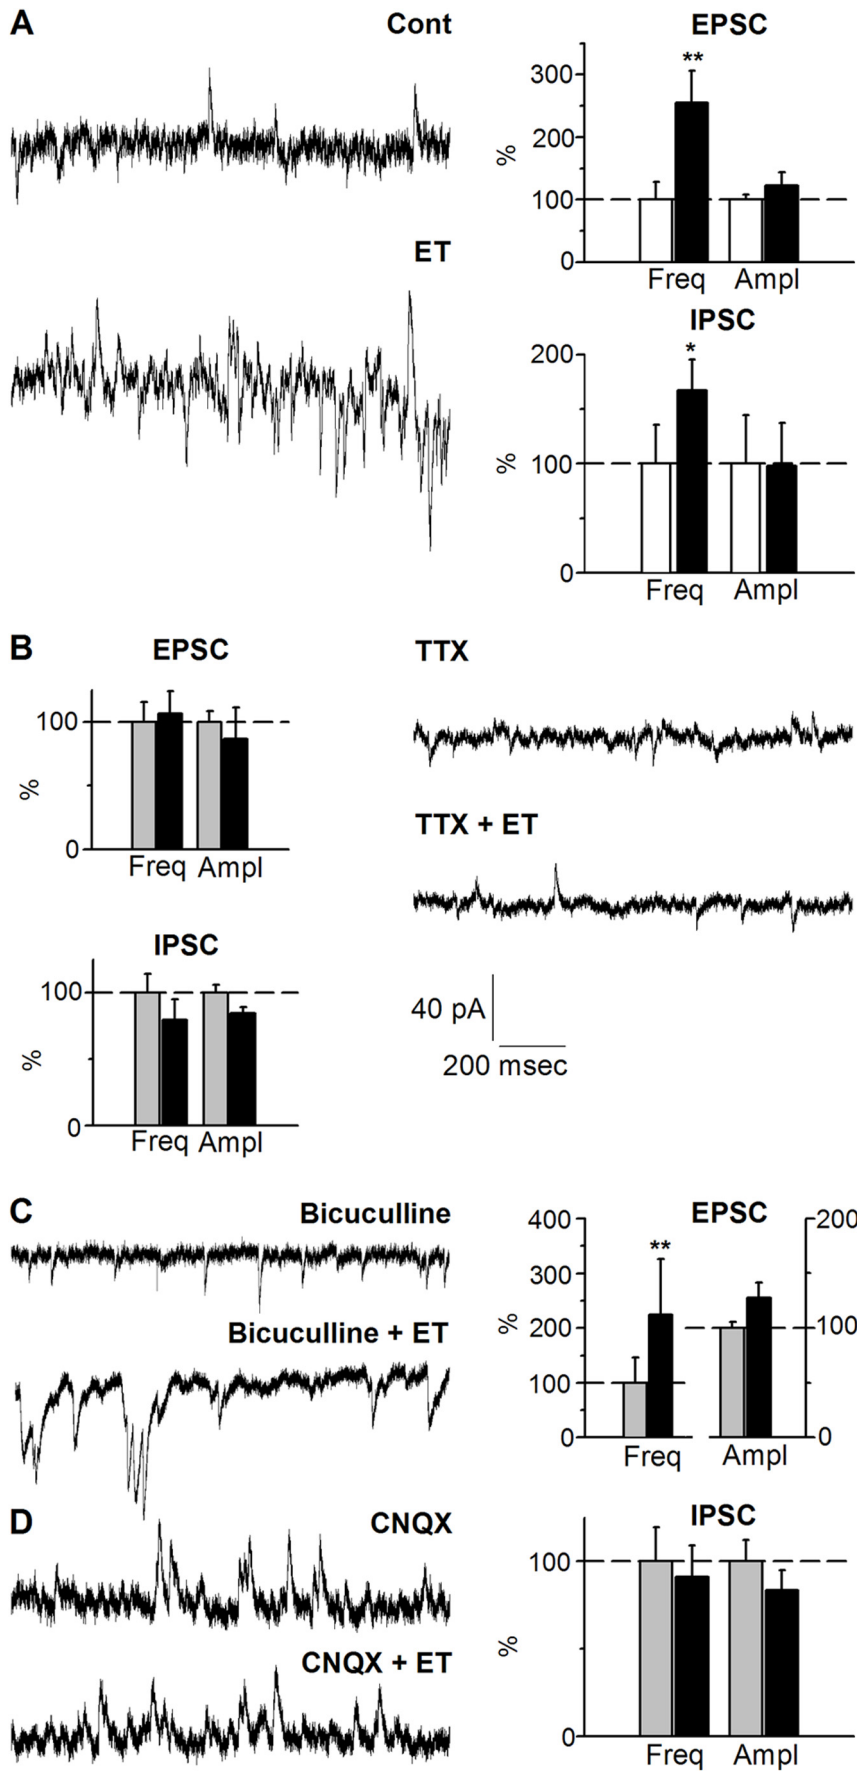 A
Cont
EPSC
**
300
200
100
0
%
Freq
Ampl
ET
IPSC
*
200
100
0
%
Freq
Ampl
B
EPSC
100
0
%
Freq
Ampl
TTX
TTX + ET
IPSC
100
0
%
Freq
Ampl
40 pA
200 msec
C
Bicuculline
Bicuculline + ET
EPSC
**
400
300
200
100
0
%
200
100
0
Freq
Ampl
D
CNQX
CNQX + ET
IPSC
100
0
%
Freq
Ampl